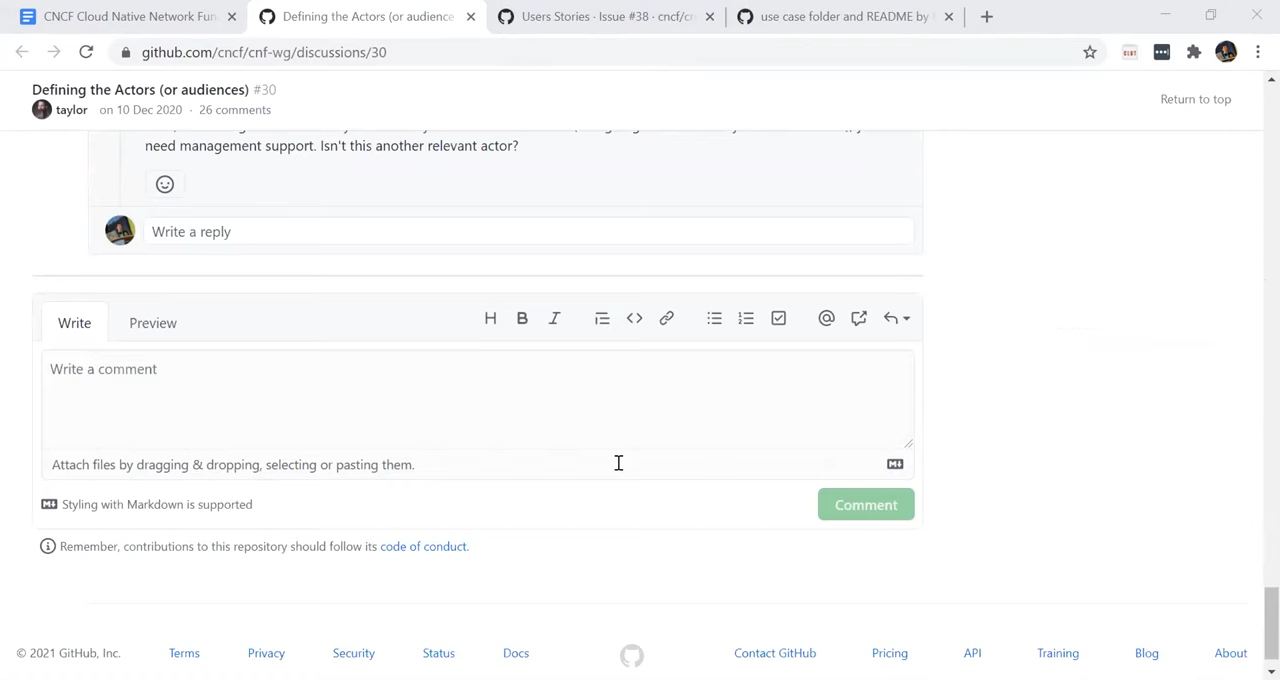 CNCF Cloud Native Network Fun
Defining the Actors (or audience
Users Stories · Issue #38 · cncf/cn
use case folder and README by
github.com/cncf/cnf-wg/discussions/30
Defining the Actors (or audiences) #30
taylor on 10 Dec 2020 · 26 comments
Return to top
need management support. Isn't this another relevant actor?
Write a reply
Write
Preview
Write a comment
Attach files by dragging & dropping, selecting or pasting them.
Styling with Markdown is supported
Comment
Remember, contributions to this repository should follow its code of conduct.
© 2021 GitHub, Inc.
Terms
Privacy
Security
Status
Docs
Contact GitHub
Pricing
API
Training
Blog
About